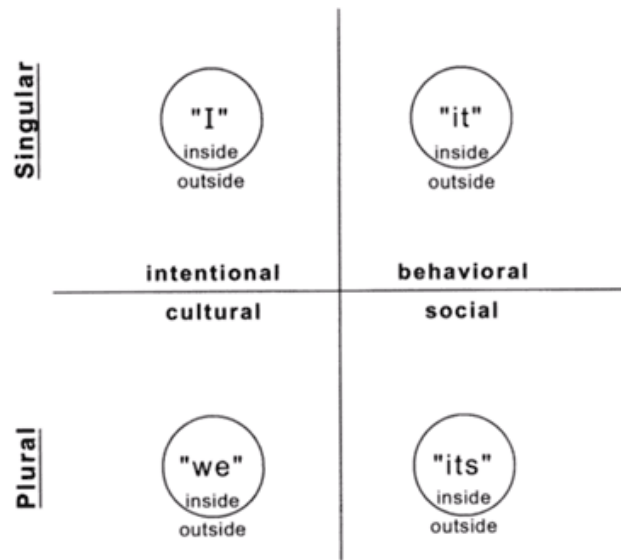 Singular
"I"
inside
outside
"it"
inside
outside
intentional
behavioral
cultural
social
Plural
"we"
inside
outside
"its"
inside
outside